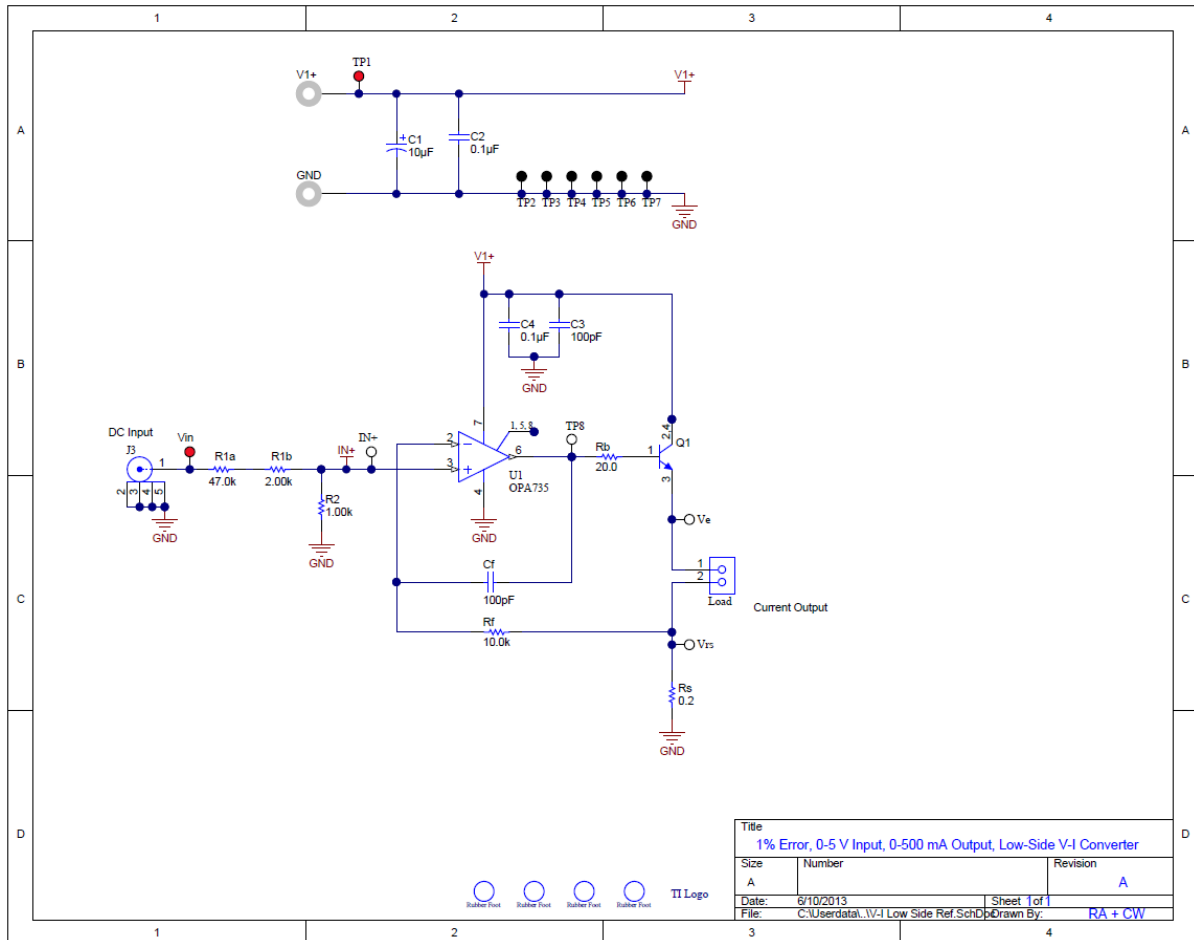 1 2 3 4
A A
TP1
V1+ V1+
C1
10µF
+
C2
0.1µF
GND
TP2 TP3 TP4 TP5 TP6 TP7
GND
V1+
C4
0.1µF
C3
100pF
B B
GND
DC Input
J3
1
2 3 4 5
GND
Vin
R1a
47.0k
R1b
2.00k
IN+
IN+
R2
1.00k
GND
7
2
3
1, 5, 8
6
4
U1
OPA735
GND
TP8
Rb
20.0
1
2,4
Q1
3
Ve
Cf
100pF
1
2
Load
C C
Current Output
Rf
10.0k
Vrs
Rs
0.2
GND
D D
Title
1% Error, 0-5 V Input, 0-500 mA Output, Low-Side V-I Converter
Size Number Revision
A A
Date: 6/10/2013 Sheet 1of1
File: C:\Userdata\..\V-I Low Side Ref.SchDoc Drawn By: RA + CW
Rubber Foot Rubber Foot Rubber Foot Rubber Foot
TI Logo
1 2 3 4